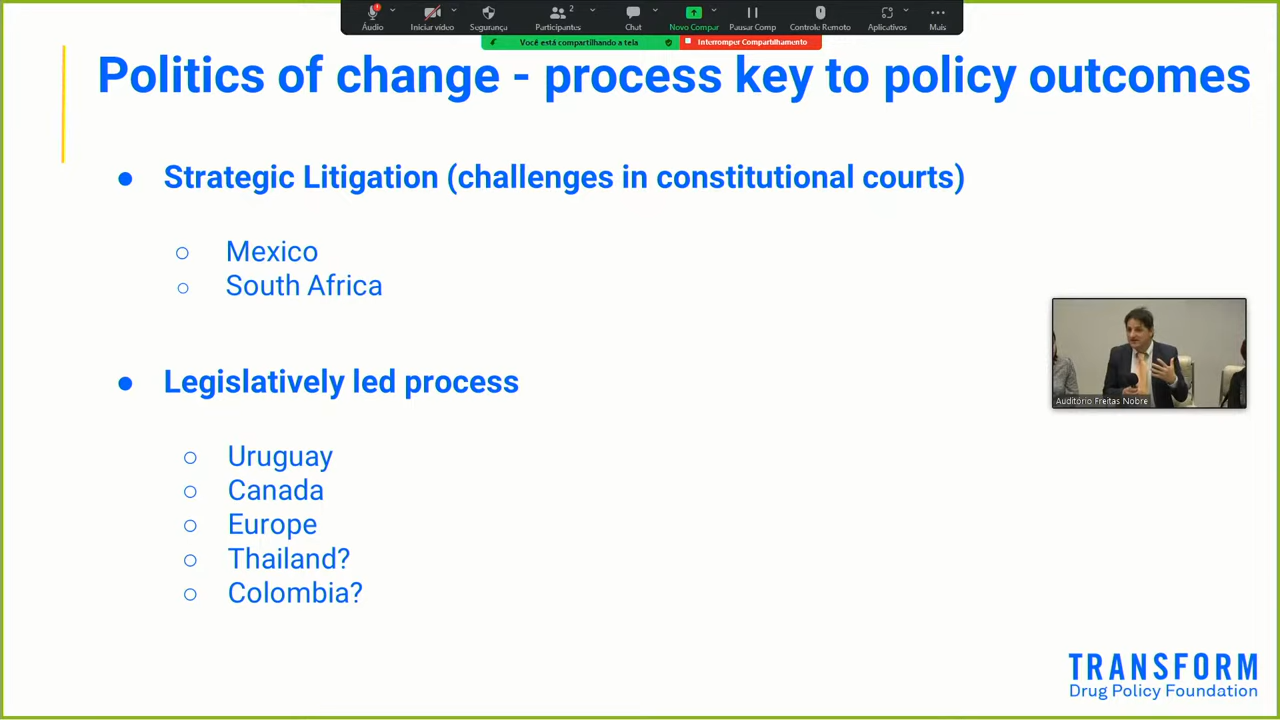 Áudio
Iniciar vídeo
Segurança
Participantes
2
Chat
Novo Compar
Pausar Comp
Controle Remoto
Aplicativos
Mais
Você está compartilhando a tela
Interromper Compartilhamento
Politics of change - process key to policy outcomes
● Strategic Litigation (challenges in constitutional courts)
○ Mexico
○ South Africa
● Legislatively led process
○ Uruguay
○ Canada
○ Europe
○ Thailand?
○ Colombia?
Auditório Freitas Nobre
TRANSFORM
Drug Policy Foundation